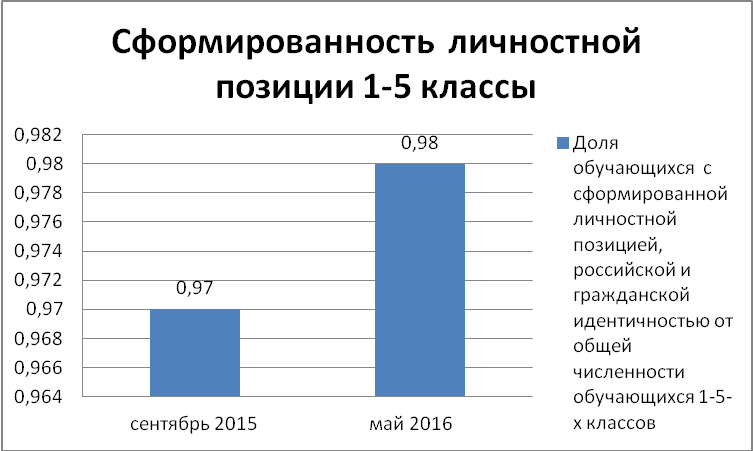 Сформированность личностной
позиции 1-5 классы
0,982
0,98
0,978
0,976
0,974
0,972
0,97
0,968
0,966
0,964
0,97
0,98
сентябрь 2015
май 2016
Доля
обучающихся с
сформированной
личностной
позицией,
российской и
гражданской
идентичностью от
общей
численности
обучающихся 1-5-
х классов